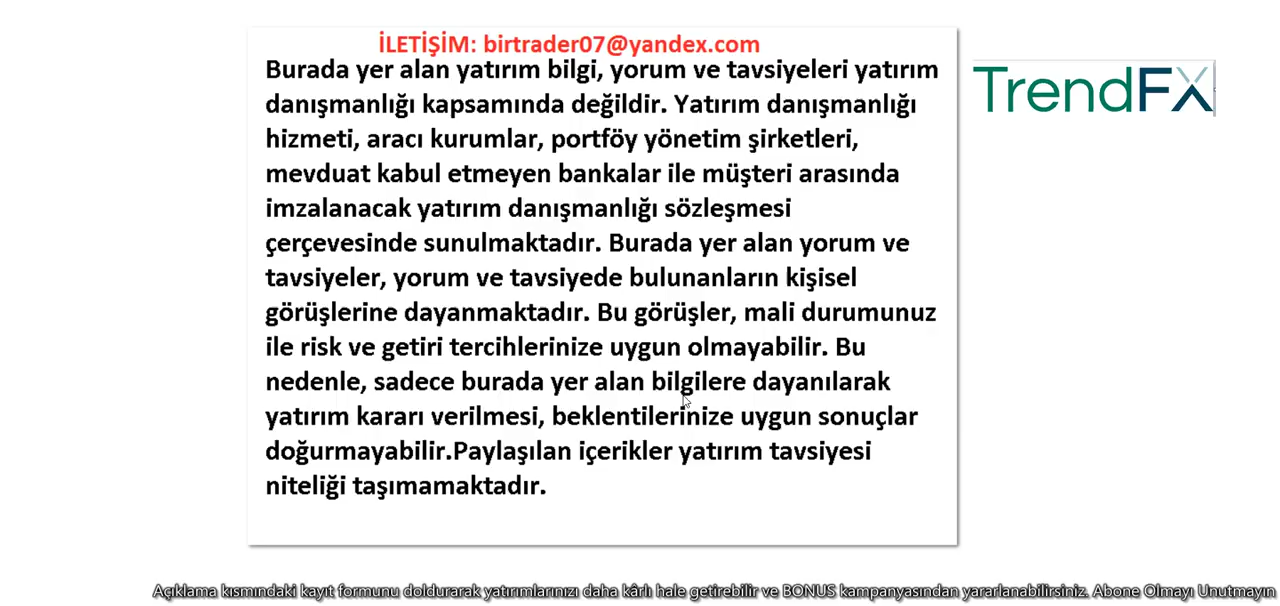 İLETİŞİM: birtrader07@yandex.com
Burada yer alan yatırım bilgi, yorum ve tavsiyeleri yatırım
danışmanlığı kapsamında değildir. Yatırım danışmanlığı
hizmeti, aracı kurumlar, portföy yönetim şirketleri,
mevduat kabul etmeyen bankalar ile müşteri arasında
imzalanacak yatırım danışmanlığı sözleşmesi
çerçevesinde sunulmaktadır. Burada yer alan yorum ve
tavsiyeler, yorum ve tavsiyede bulunanların kişisel
görüşlerine dayanmaktadır. Bu görüşler, mali durumunuz
ile risk ve getiri tercihlerinize uygun olmayabilir. Bu
nedenle, sadece burada yer alan bilgilere dayanılarak
yatırım kararı verilmesi, beklentilerinize uygun sonuçlar
doğurmayabilir.Paylaşılan içerikler yatırım tavsiyesi
niteliği taşımamaktadır.
TrendFX
Açıklama kısmındaki kayıt formunu doldurarak yatırımlarınızı daha kârlı hale getirebilir ve BONUS kampanyasından yararlanabilirsiniz. Abone Olmayı Unutmayın